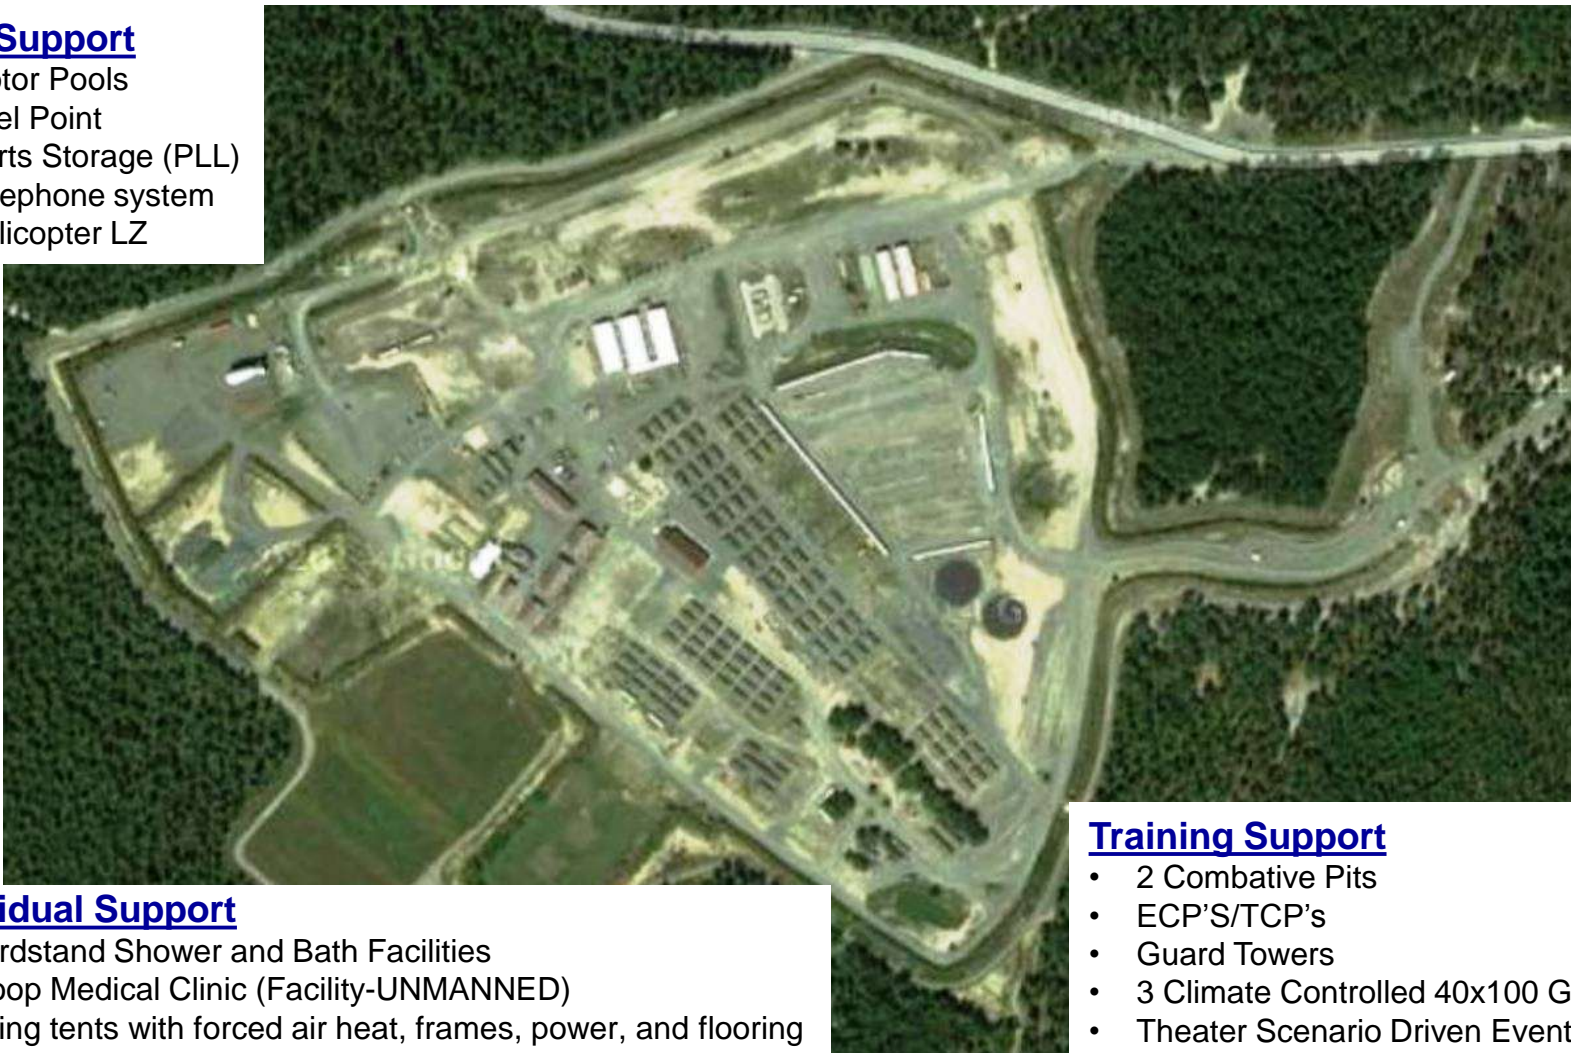 Support
tor Pools
el Point
rts Storage (PLL)
ephone system
licopter LZ
idual Support
rdstand Shower and Bath Facilities
oop Medical Clinic (Facility-UNMANNED)
ing tents with forced air heat, frames, power, and flooring
Training Support
• 2 Combative Pits
• ECP'S/TCP's
• Guard Towers
• 3 Climate Controlled 40x100 G
• Theater Scenario Driven Event